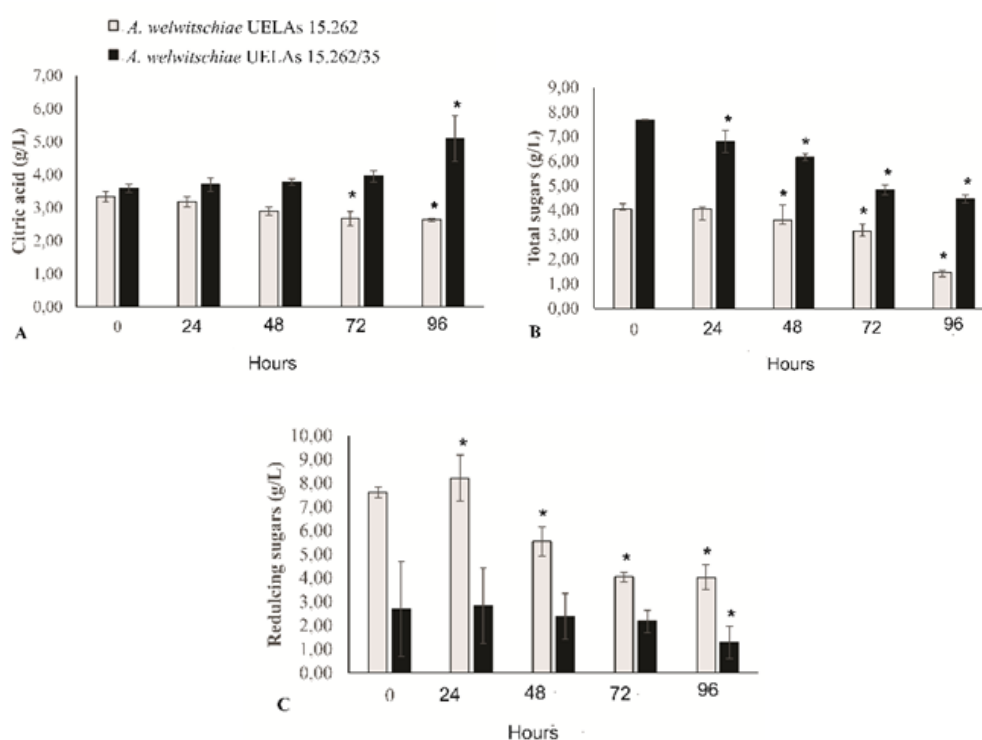 A. welwitschiae UELAs 15.262
A. welwitschiae UELAs 15.262/35
Citric acid (g/L)
7,00
6,00
5,00
4,00
3,00
2,00
1,00
0,00
* * *
0 24 48 72 96
A
Hours
Total sugars (g/L)
9,00
8,00
7,00
6,00
5,00
4,00
3,00
2,00
1,00
0,00
* * * * * * *
0 24 48 72 96
B
Hours
Redulcing sugars (g/L)
10,00
9,00
8,00
7,00
6,00
5,00
4,00
3,00
2,00
1,00
0,00
* * * * *
0 24 48 72 96
C
Hours